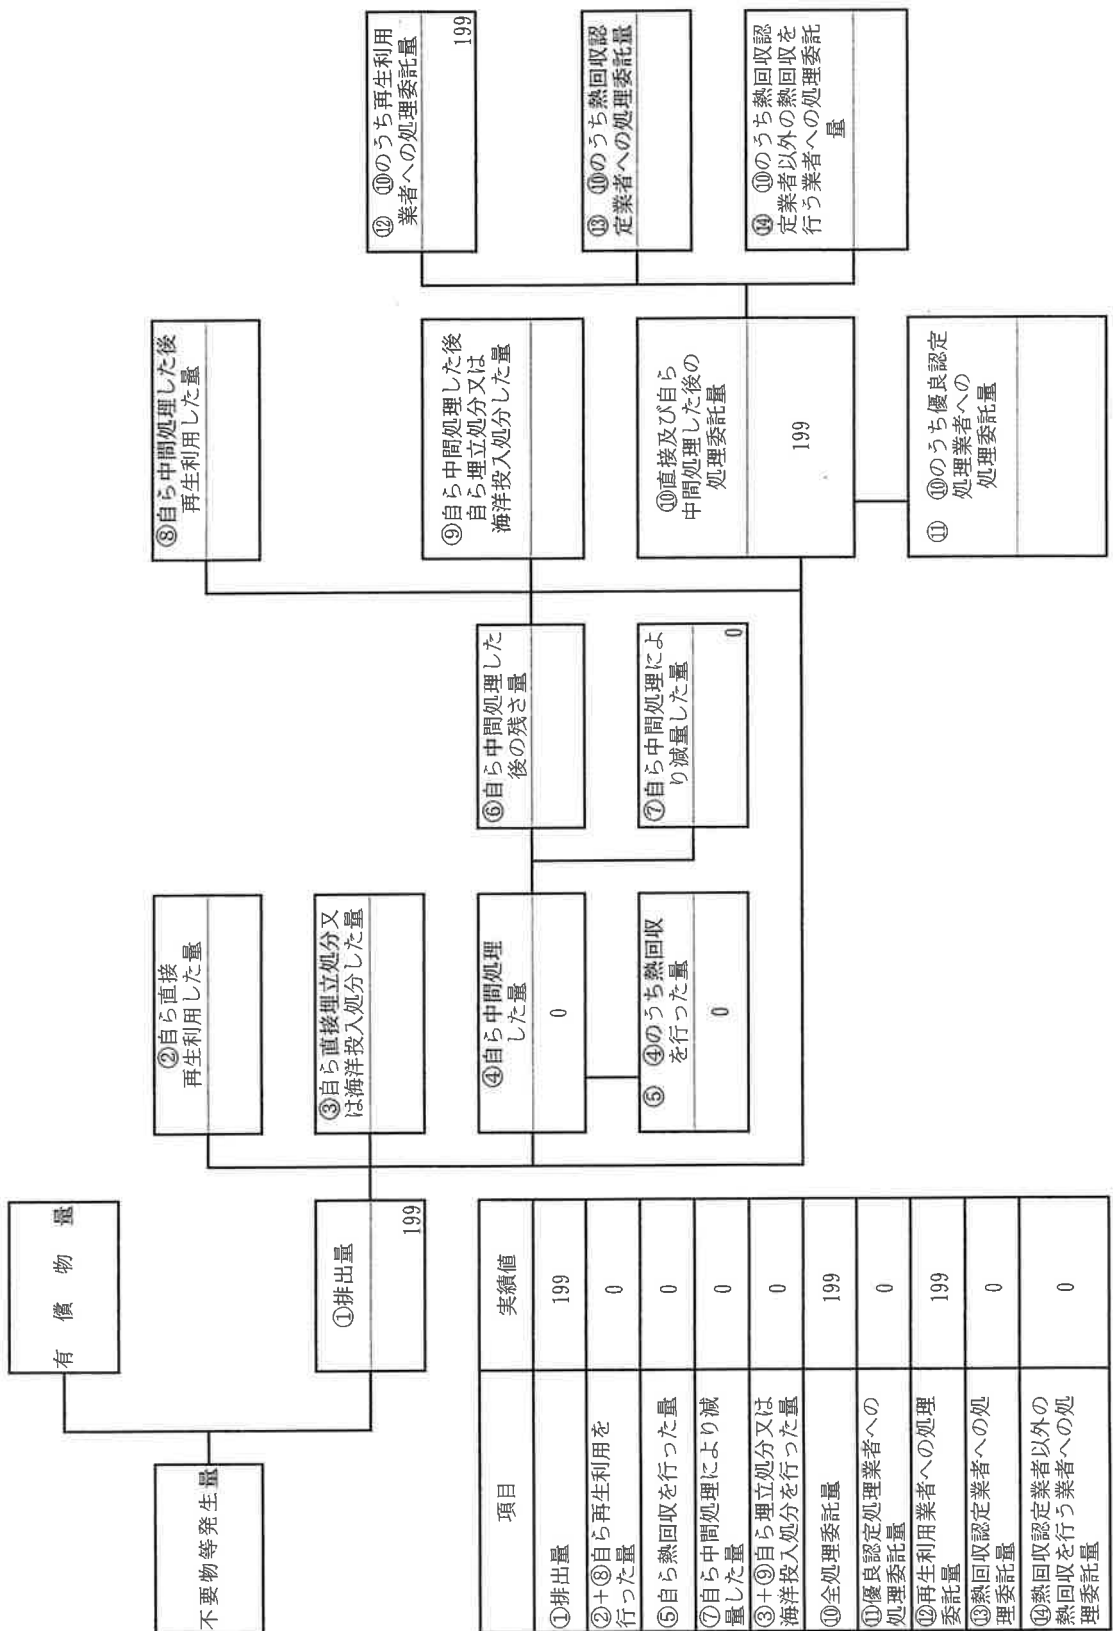 不要物等発生量
有 償 物 量
①排出量
199
②自ら直接
再生利用した量
③自ら直接埋立処分又
は海洋投入処分した量
④自ら中間処理
した量
0
⑤ ④のうち熱回収
を行った量
0
⑥自ら中間処理した
後の残さ量
⑦自ら中間処理によ
り減量した量
0
⑧自ら中間処理した後
再生利用した量
⑨自ら中間処理した後
自ら埋立処分又は
海洋投入処分した量
⑩直接及び自ら
中間処理した後の
処理委託量
199
⑪ ⑩のうち優良認定
処理業者への
処理委託量
⑫ ⑩のうち再生利用
業者への処理委託量
199
⑬ ⑩のうち熱回収認
定業者への処理委託量
⑭ ⑩のうち熱回収認
定業者以外の熱回収を
行う業者への処理委託
量
項目 実績値
①排出量 199
②+⑧自ら再生利用を
行った量 0
⑤自ら熱回収を行った量 0
⑦自ら中間処理により減
量した量 0
③+⑨自ら埋立処分又は
海洋投入処分を行った量 0
⑩全処理委託量 199
⑪優良認定処理業者への
処理委託量 0
⑫再生利用業者への処理
委託量 199
⑬熱回収認定業者への処
理委託量 0
⑭熱回収認定業者以外の
熱回収を行う業者への処
理委託量 0